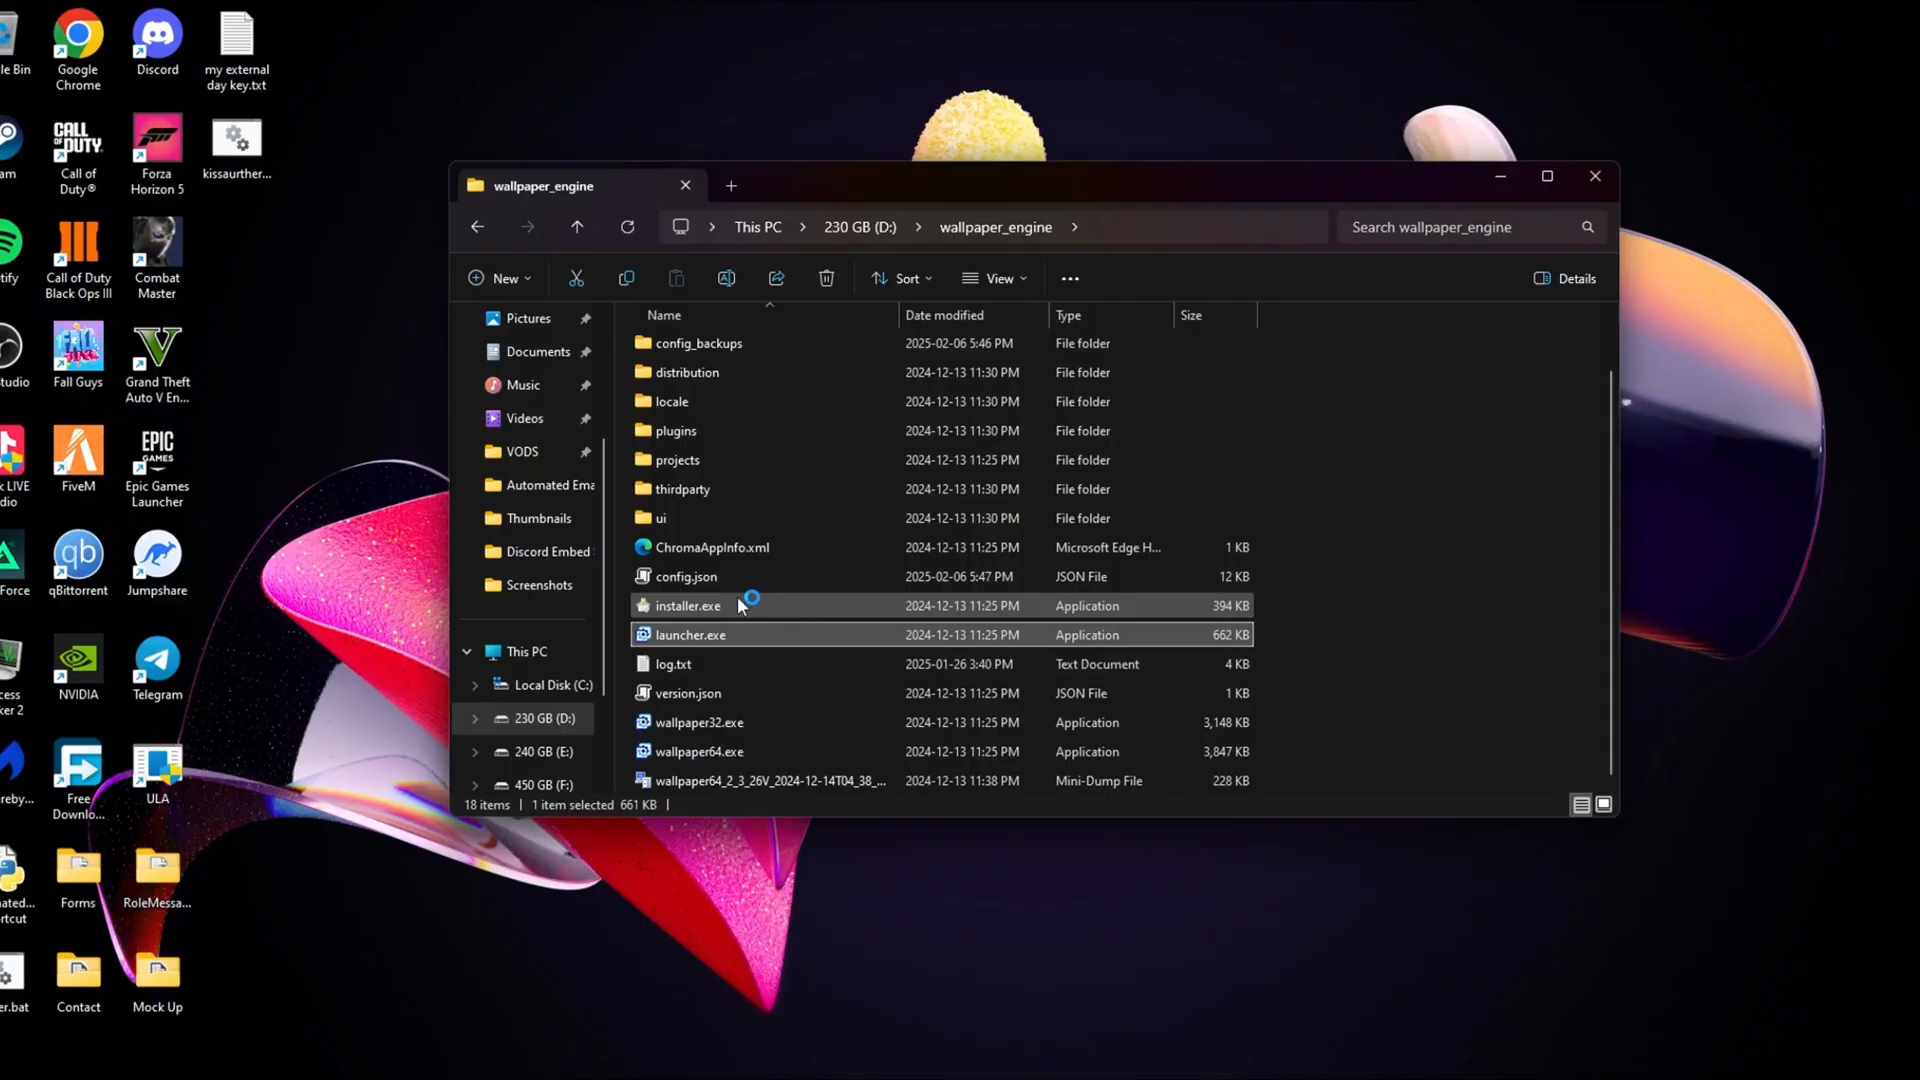 le Bin
Google
Chrome
Discord
my external
day key.txt
am
CALL OF DUTY
Call of
Duty®
Forza
Horizon 5
kissaurther...
tify
Call of Duty
Black Ops III
Combat
Master
Studio
FALL GUYS
Fall Guys
Grand Theft
Auto V En...
k LIVE
dio
FiveM
EPIC GAMES
Epic Games
Launcher
Force
qb
qBittorrent
Jumpshare
cess
ker 2
NVIDIA
Telegram
reby...
Free
Downlo...
ULA
ated...
rtcut
Forms
RoleMessa...
er.bat
Contact
Mock Up
wallpaper_engine
This PC
230 GB (D:)
wallpaper_engine
Search wallpaper_engine
New
Sort
View
Details
Pictures
Documents
Music
Videos
VODS
Automated Ema
Thumbnails
Discord Embed
Screenshots
This PC
Local Disk (C:)
230 GB (D:)
240 GB (E:)
450 GB (F:)
Name Date modified Type Size
config_backups 2025-02-06 5:46 PM File folder
distribution 2024-12-13 11:30 PM File folder
locale 2024-12-13 11:30 PM File folder
plugins 2024-12-13 11:30 PM File folder
projects 2024-12-13 11:25 PM File folder
thirdparty 2024-12-13 11:30 PM File folder
ui 2024-12-13 11:30 PM File folder
ChromaAppInfo.xml 2024-12-13 11:25 PM Microsoft Edge H... 1 KB
config.json 2025-02-06 5:47 PM JSON File 12 KB
installer.exe 2024-12-13 11:25 PM Application 394 KB
launcher.exe 2024-12-13 11:25 PM Application 662 KB
log.txt 2025-01-26 3:40 PM Text Document 4 KB
version.json 2024-12-13 11:25 PM JSON File 1 KB
wallpaper32.exe 2024-12-13 11:25 PM Application 3,148 KB
wallpaper64.exe 2024-12-13 11:25 PM Application 3,847 KB
wallpaper64_2_3_26V_2024-12-14T04_38_... 2024-12-13 11:38 PM Mini-Dump File 228 KB
18 items 1 item selected 661 KB